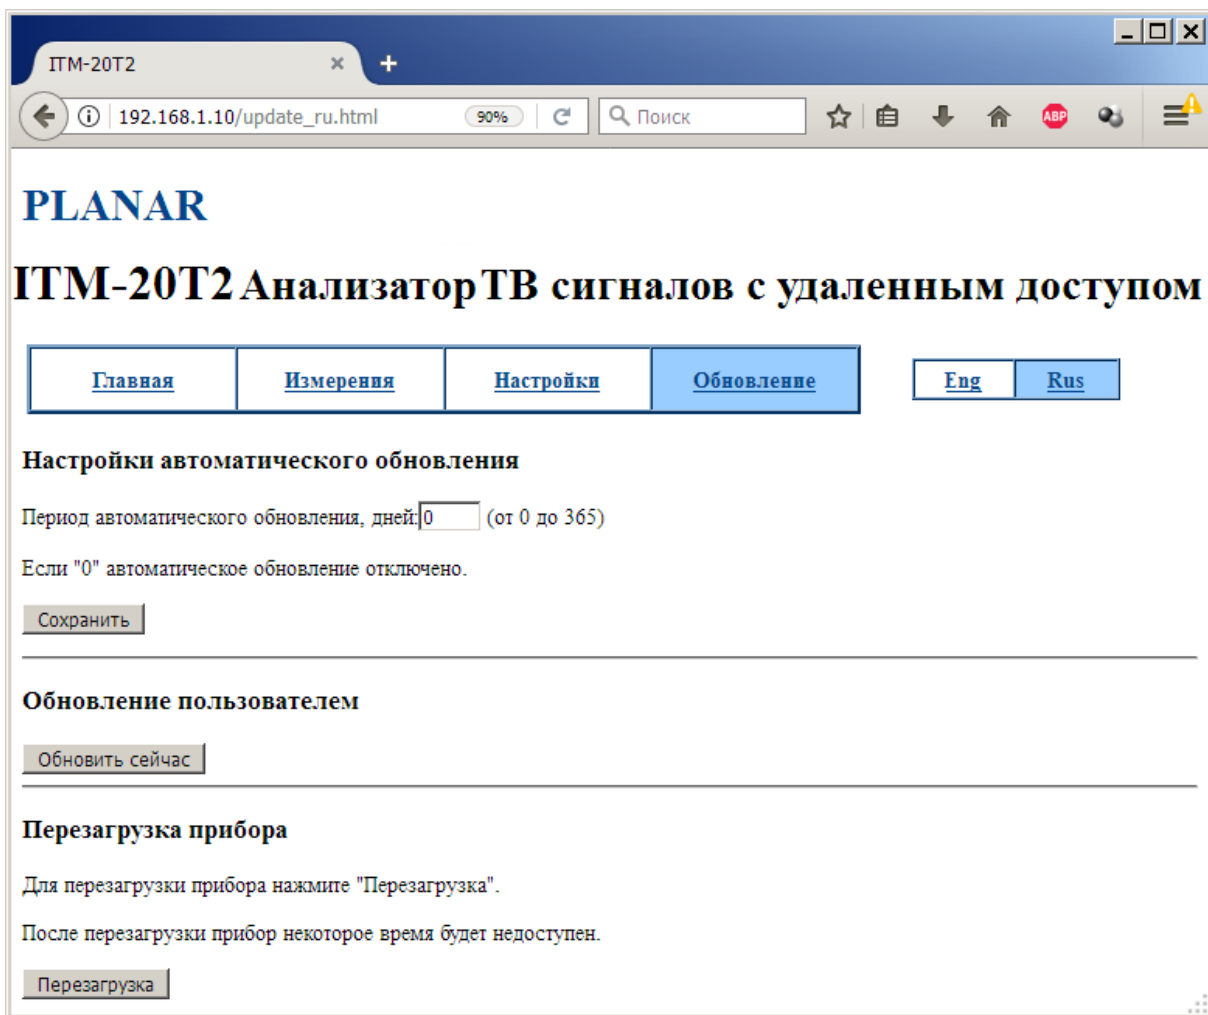 ITM-20T2
192.168.1.10/update_ru.html 90% Поиск ABP
PLANAR
ITM-20T2 Анализатор ТВ сигналов с удаленным доступом
Главная Измерения Настройки Обновление Eng Rus
Настройки автоматического обновления
Период автоматического обновления, дней: 0 (от 0 до 365)
Если "0" автоматическое обновление отключено.
Сохранить
Обновление пользователем
Обновить сейчас
Перезагрузка прибора
Для перезагрузки прибора нажмите "Перезагрузка".
После перезагрузки прибор некоторое время будет недоступен.
Перезагрузка